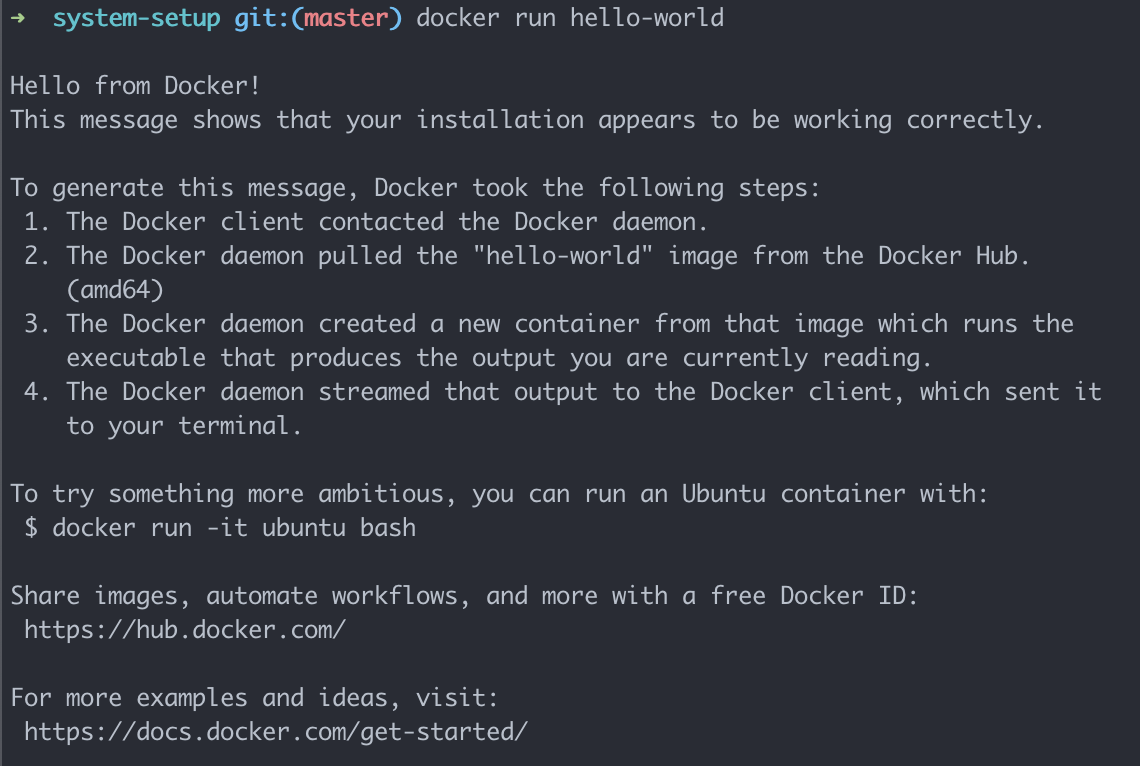 ➜  system-setup git:(master) docker run hello-world

Hello from Docker!
This message shows that your installation appears to be working correctly.

To generate this message, Docker took the following steps:
 1. The Docker client contacted the Docker daemon.
 2. The Docker daemon pulled the "hello-world" image from the Docker Hub.
    (amd64)
 3. The Docker daemon created a new container from that image which runs the
    executable that produces the output you are currently reading.
 4. The Docker daemon streamed that output to the Docker client, which sent it
    to your terminal.

To try something more ambitious, you can run an Ubuntu container with:
 $ docker run -it ubuntu bash

Share images, automate workflows, and more with a free Docker ID:
 https://hub.docker.com/

For more examples and ideas, visit:
 https://docs.docker.com/get-started/